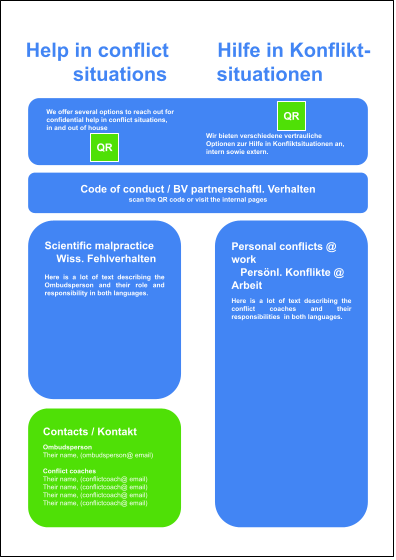 Help in conflict
situations
Hilfe in Konflikt-
situationen
We offer several options to reach out for
confidential help in conflict situations,
in and out of house
QR
QR
Wir bieten verschiedene vertrauliche
Optionen zur Hilfe in Konfliktsituationen an,
intern sowie extern.
Code of conduct / BV partnerschaftl. Verhalten
scan the QR code or visit the internal pages
Scientific malpractice
Wiss. Fehlverhalten
Here is a lot of text describing the
Ombudsperson and their role and
responsibility in both languages.
Personal conflicts @
work
Persönl. Konflikte @
Arbeit
Here is a lot of text describing the
conflict coaches and their
responsibilities in both languages.
Contacts / Kontakt
Ombudsperson
Their name, (ombudsperson@ email)
Conflict coaches
Their name, (conflictcoach@ email)
Their name, (conflictcoach@ email)
Their name, (conflictcoach@ email)
Their name, (conflictcoach@ email)